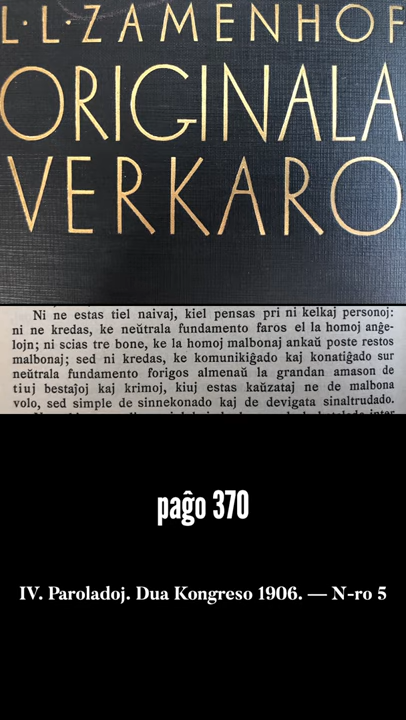 L·L·ZAMENHOF
ORIGINALA
VERKARO
Ni ne estas tiel naivaj, kiel pensas pri ni kelkaj personoj:
ni ne kredas, ke neŭtrala fundamento faros el la homoj anĝe-
lojn; ni scias tre bone, ke la homoj malbonaj ankaŭ poste restos
malbonaj; sed ni kredas, ke komunikiĝado kaj konatiĝado sur
neŭtrala fundamento forigos almenaŭ la grandan amason de
tiuj bestaĵoj kaj krimoj, kiuj estas kaŭzataj ne de malbona
volo, sed simple de sinnekonado kaj de devigata sinaltrudado.
paĝo 370
IV. Paroladoj. Dua Kongreso 1906. — N-ro 5